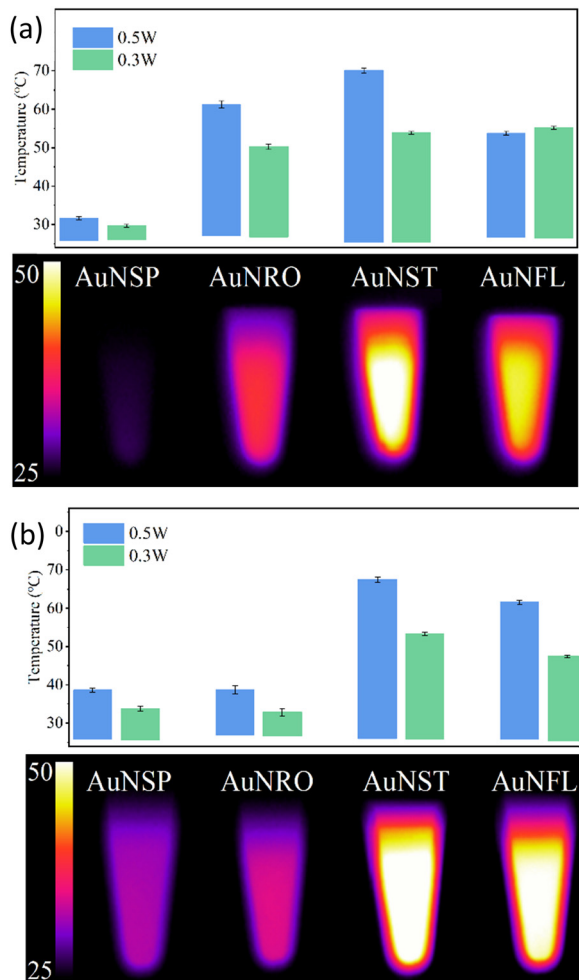 (a)
0.5W
0.3W
Temperature (°C)
70
60
50
40
30
50
AuNSP AuNRO AuNST AuNFL
25
(b)
0
0.5W
0.3W
Temperature (°C)
70
60
50
40
30
50
AuNSP AuNRO AuNST AuNFL
25